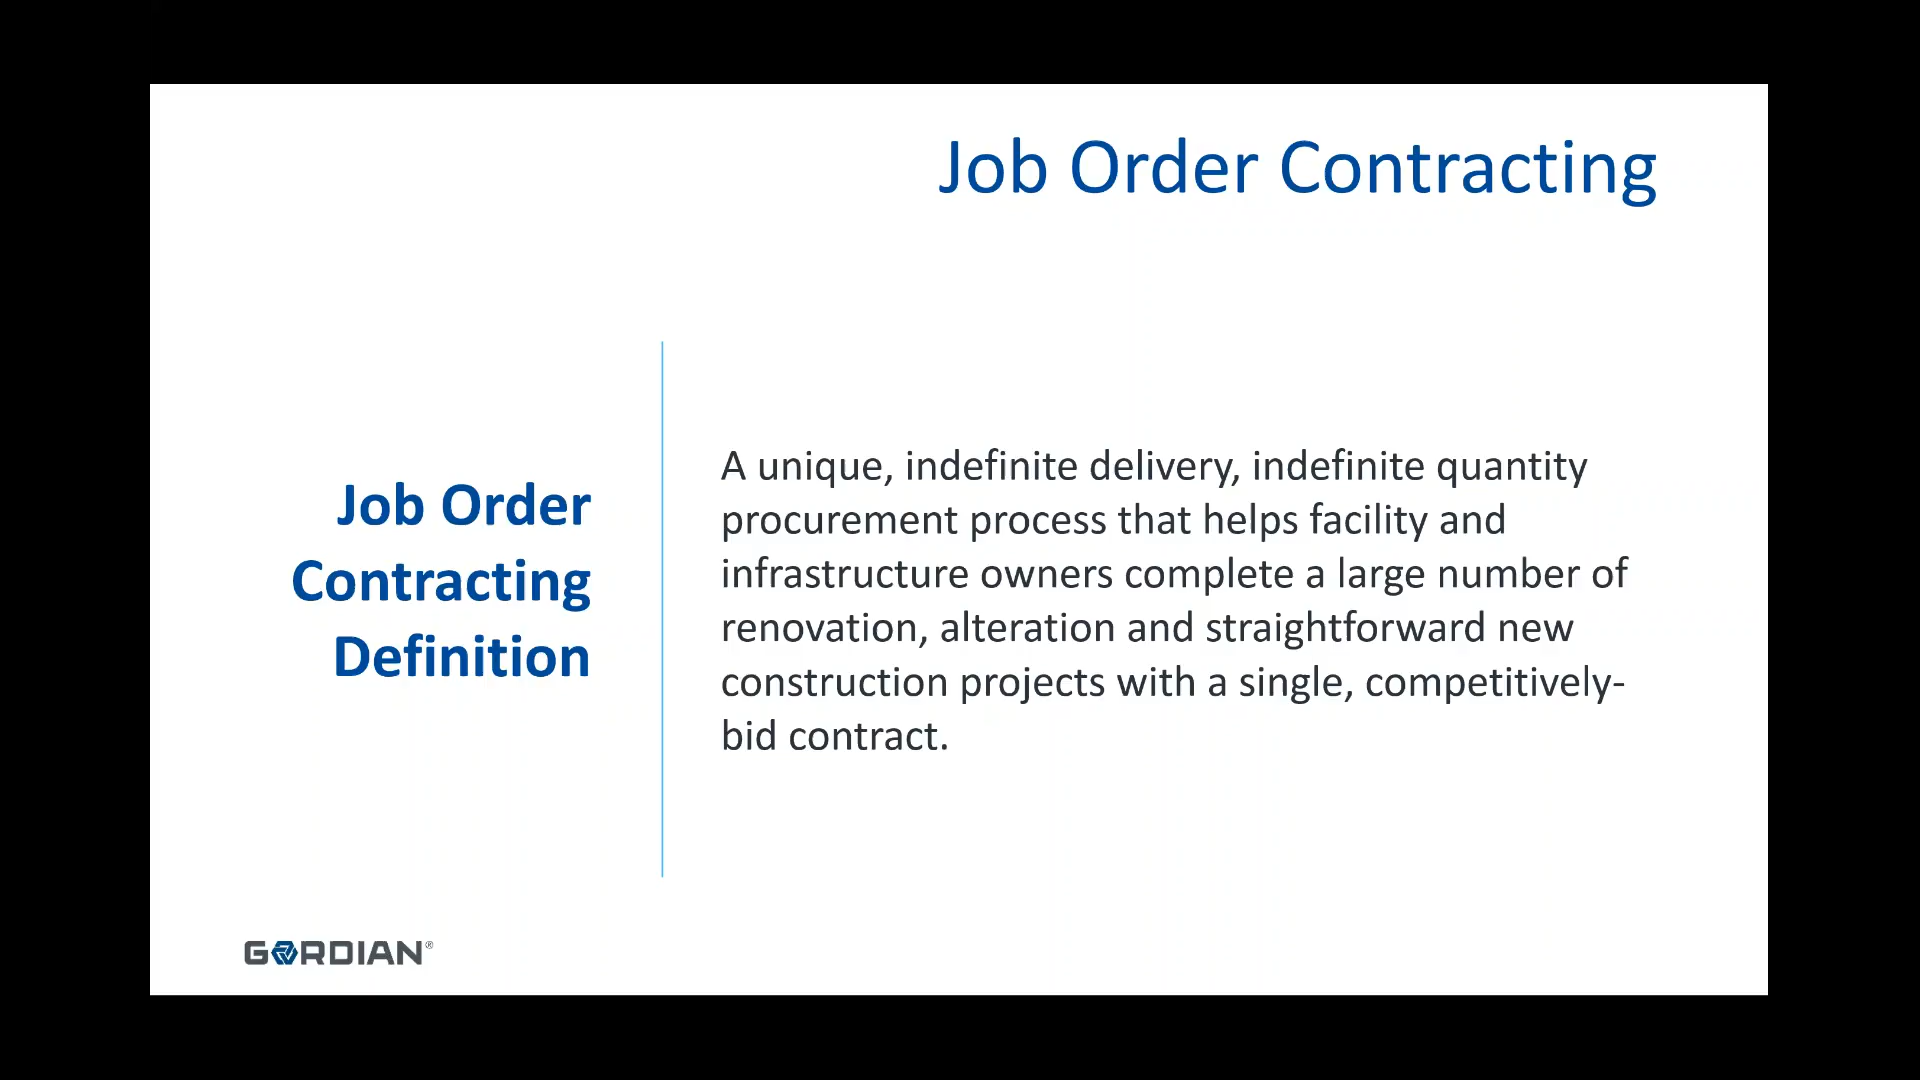 Job Order Contracting
Job Order
Contracting
Definition
A unique, indefinite delivery, indefinite quantity
procurement process that helps facility and
infrastructure owners complete a large number of
renovation, alteration and straightforward new
construction projects with a single, competitively-
bid contract.
GORDIAN®